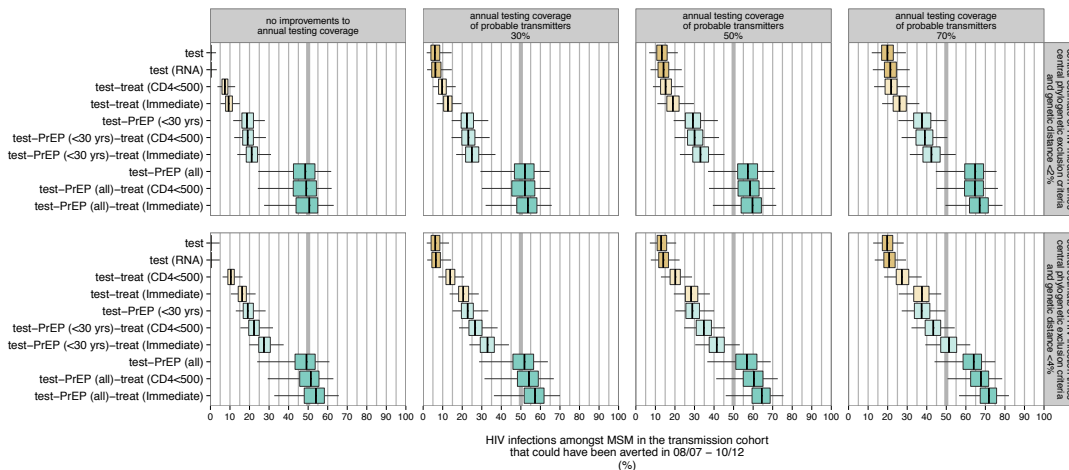 no improvements to
annual testing coverage
annual testing coverage
of probable transmitters
30%
annual testing coverage
of probable transmitters
50%
annual testing coverage
of probable transmitters
70%
test
test (RNA)
test−treat (CD4<500)
test−treat (Immediate)
test−PrEP (<30 yrs)
test−PrEP (<30 yrs)−treat (CD4<500)
test−PrEP (<30 yrs)−treat (Immediate)
test−PrEP (all)
test−PrEP (all)−treat (CD4<500)
test−PrEP (all)−treat (Immediate)
central phylogenetic exclusion criteria
and genetic distance <2%
test
test (RNA)
test−treat (CD4<500)
test−treat (Immediate)
test−PrEP (<30 yrs)
test−PrEP (<30 yrs)−treat (CD4<500)
test−PrEP (<30 yrs)−treat (Immediate)
test−PrEP (all)
test−PrEP (all)−treat (CD4<500)
test−PrEP (all)−treat (Immediate)
central phylogenetic exclusion criteria
and genetic distance <4%
0 10 20 30 40 50 60 70 80 90 100
0 10 20 30 40 50 60 70 80 90 100
0 10 20 30 40 50 60 70 80 90 100
0 10 20 30 40 50 60 70 80 90 100
HIV infections amongst MSM in the transmission cohort
that could have been averted in 08/07 − 10/12
(%)